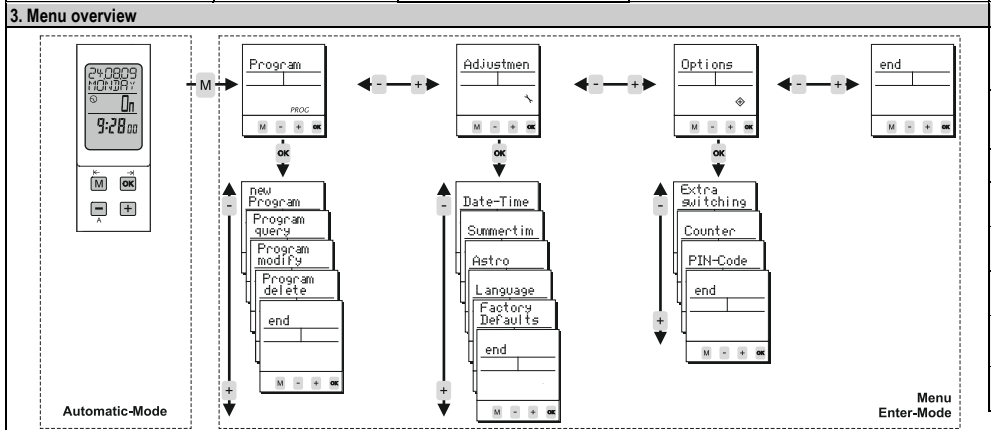 3. Menu overview
24.08.09
MONDAY
On
9:28 00
M OK
- +
A
Automatic-Mode
M
Program
PROG
M - + OK
- +
Adjustmen
M - + OK
- +
Options
M - + OK
- +
end
M - + OK
OK
OK
OK
-
new
Program
Program
query
Program
modify
Program
delete
end
M - + OK
+
-
Date-Time
Summertim
Astro
Language
Factory
Defaults
end
M - + OK
+
-
Extra
switching
Counter
PIN-Code
end
M - + OK
+
Menu
Enter-Mode